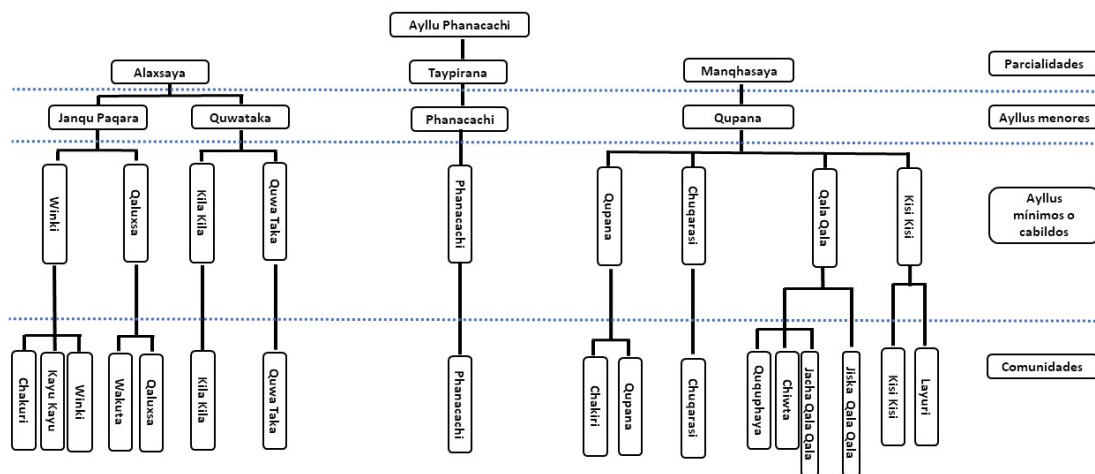 Ayllu Phanacachi
Alaxsaya
Taypirana
Manqhasaya
Parcialidades
Janqu Paqara
Quwataka
Phanacachi
Qupana
Ayllus menores
Winki
Qaluxsa
Kila Kila
Quwa Taka
Phanacachi
Qupana
Chuqarasi
Qala Qala
Kisi Kisi
Ayllus
mínimos o
cabildos
Chakuri
Kayu Kayu
Winki
Wakuta
Qaluxsa
Kila Kila
Quwa Taka
Phanacachi
Chakiri
Qupana
Chuqarasi
Ququphaya
Chiwta
Jacha Qala Qala
Jiska Qala Qala
Kisi Kisi
Layuri
Comunidades